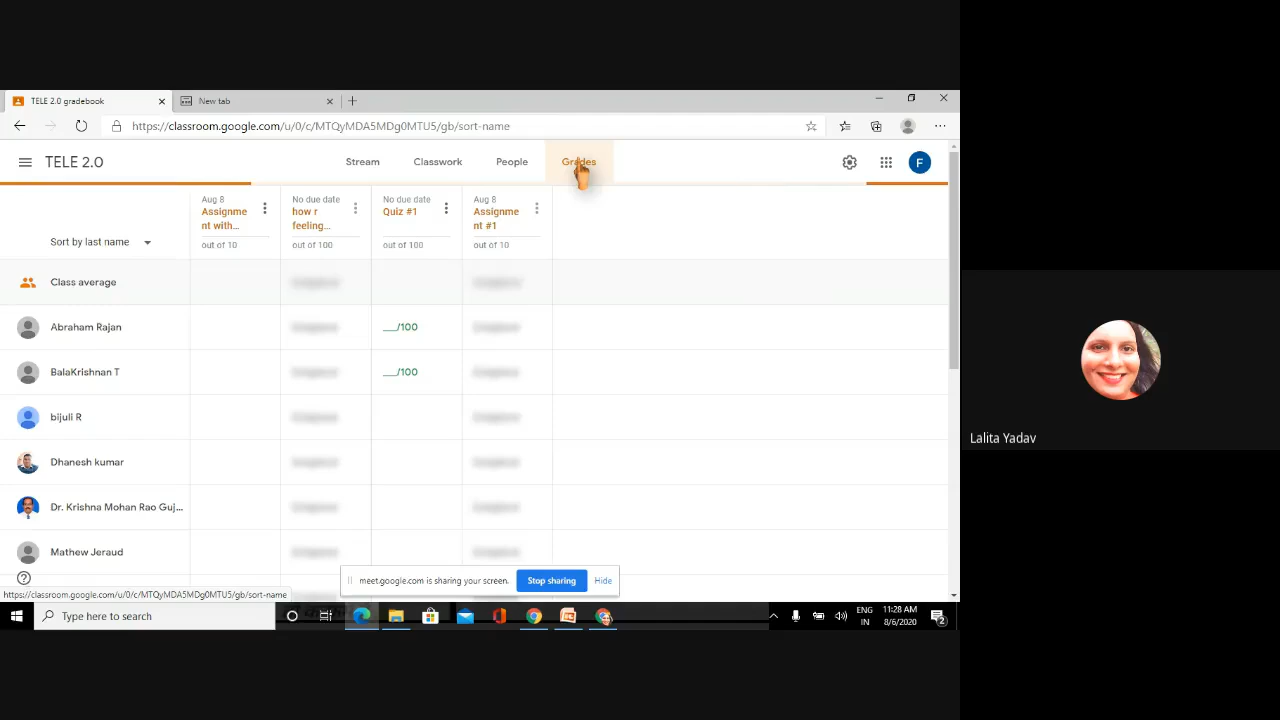 TELE 2.0 gradebook
New tab
https://classroom.google.com/u/0/c/MTQyMDA5MDg0MTU5/gb/sort-name
TELE 2.0
Stream
Classwork
People
Grades
F
Sort by last name
Aug 8
Assignme
nt with...
out of 10
No due date
how r
feeling...
out of 100
No due date
Quiz #1
out of 100
Aug 8
Assignme
nt #1
out of 10
Class average
Abraham Rajan
___/100
BalaKrishnan T
___/100
bijuli R
Dhanesh kumar
Dr. Krishna Mohan Rao Guj...
Mathew Jeraud
meet.google.com is sharing your screen.
Stop sharing
Hide
https://classroom.google.com/u/0/c/MTQyMDA5MDg0MTU5/gb/sort-name
Type here to search
ENG
IN
11:28 AM
8/6/2020
2
Lalita Yadav